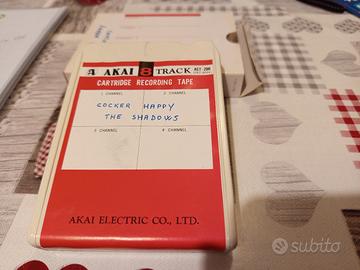 AKAI 8 TRACK
CARTRIDGE RECORDING TAPE
1 CHANNEL 2 CHANNEL
COCKER HAPPY
THE SHADOWS
3 CHANNEL 4 CHANNEL
AKAI ELECTRIC CO., LTD.
subito